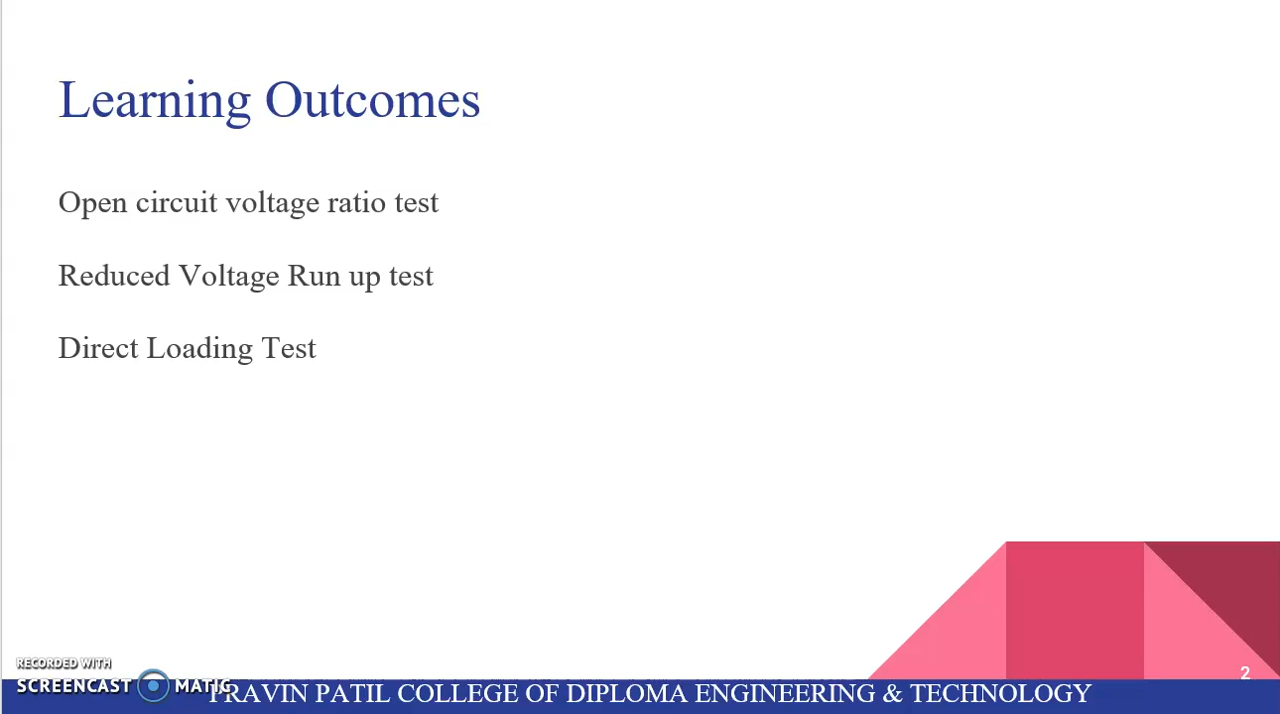 Learning Outcomes
Open circuit voltage ratio test
Reduced Voltage Run up test
Direct Loading Test
2
RECORDED WITH
SCREENCAST MATIC
PRAVIN PATIL COLLEGE OF DIPLOMA ENGINEERING & TECHNOLOGY